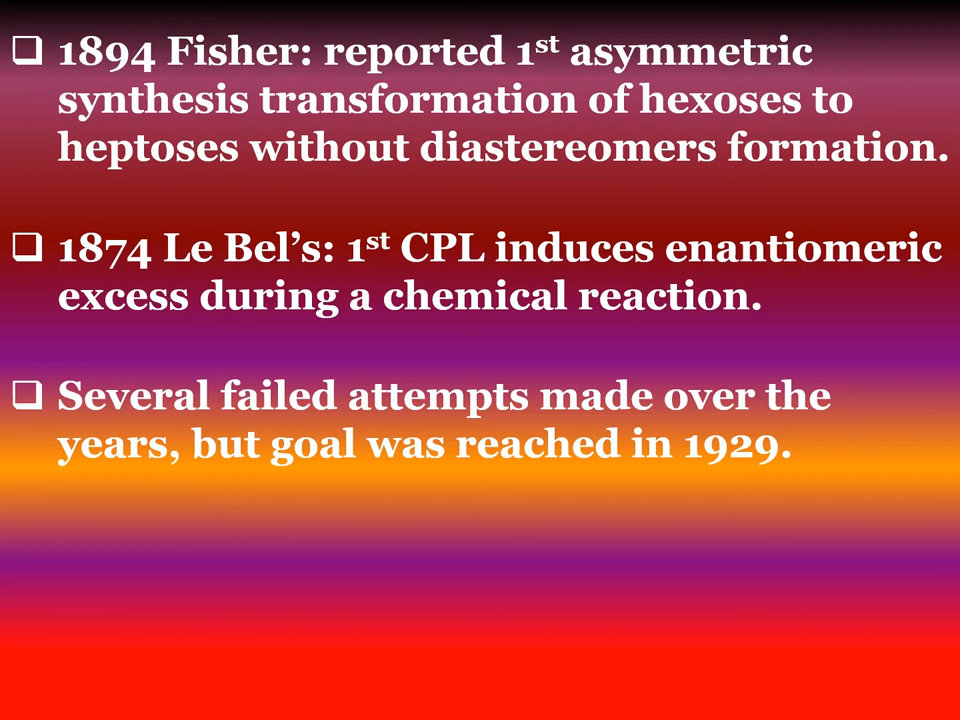 ❑ 1894 Fisher: reported 1st asymmetric
synthesis transformation of hexoses to
heptoses without diastereomers formation.
❑ 1874 Le Bel’s: 1st CPL induces enantiomeric
excess during a chemical reaction.
❑ Several failed attempts made over the
years, but goal was reached in 1929.